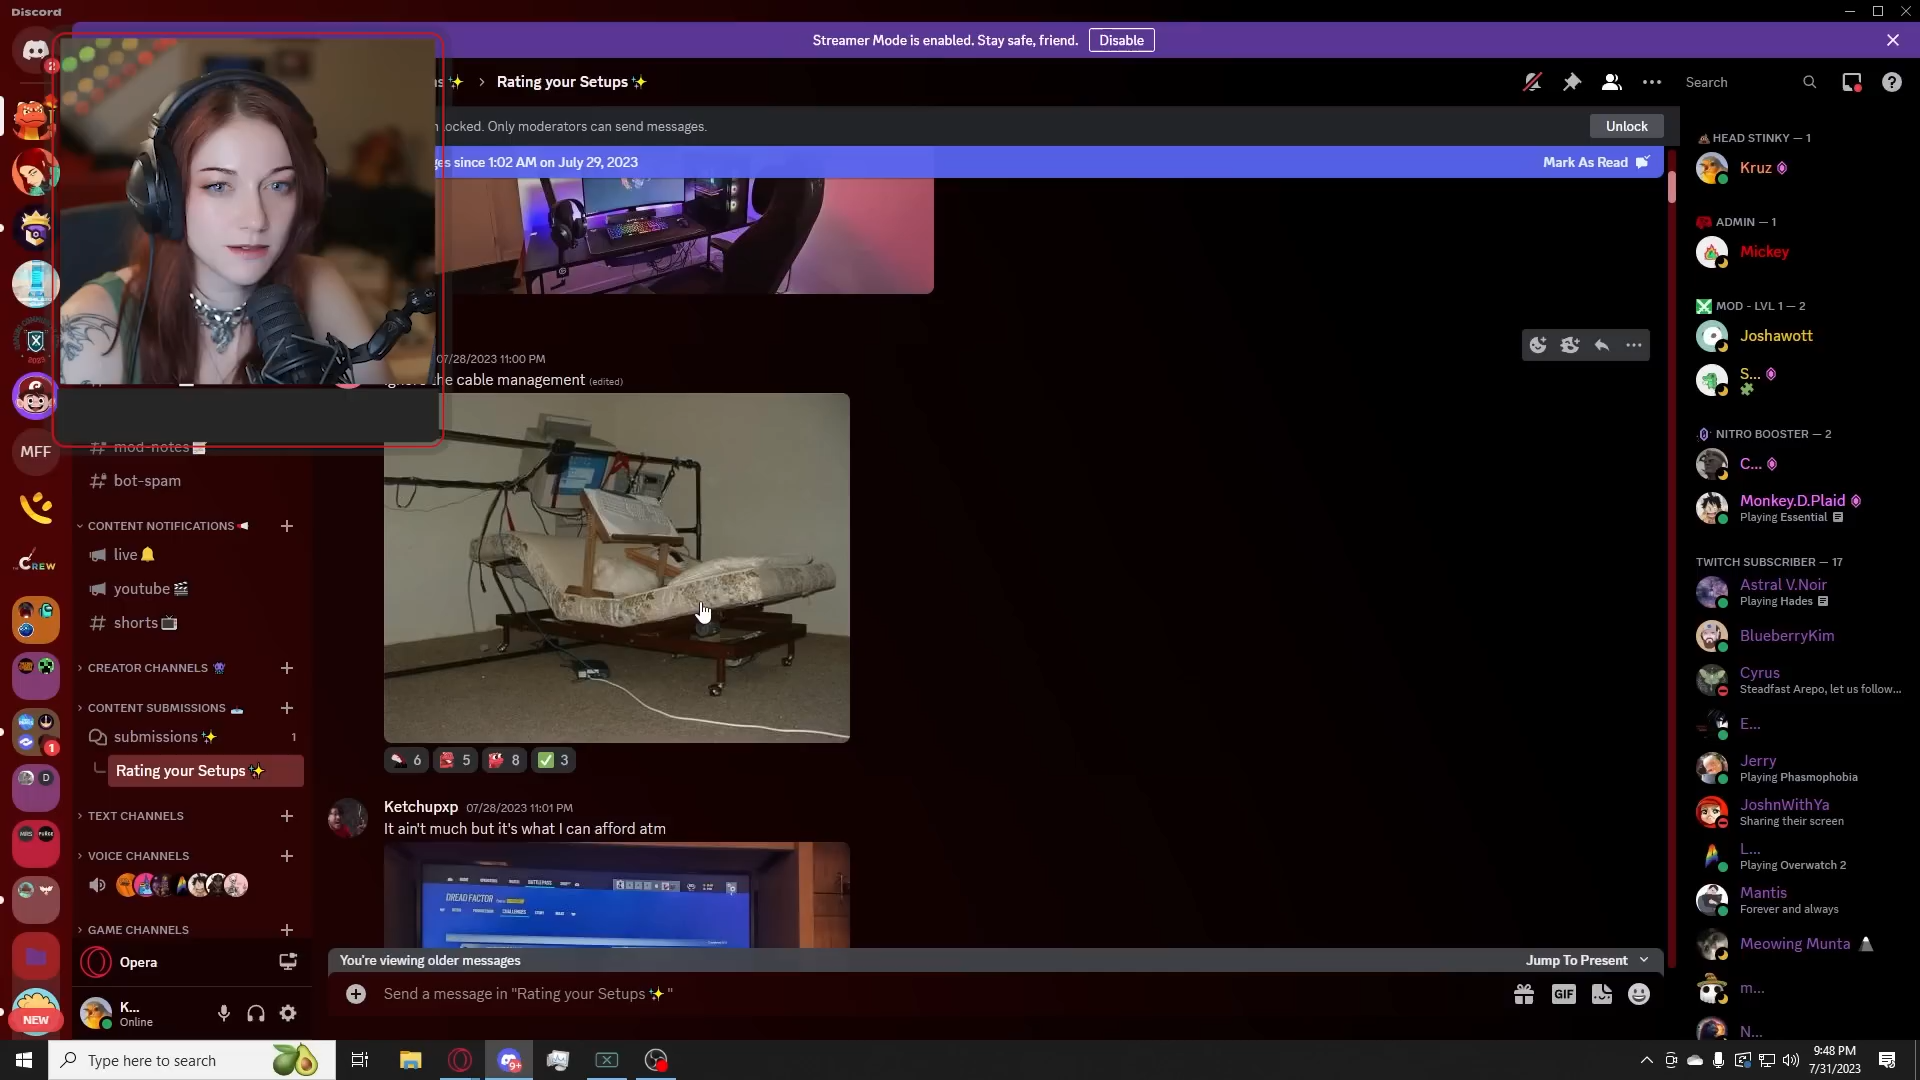 Discord
Streamer Mode is enabled. Stay safe, friend.
Disable
Rating your Setups
Search
ocked. Only moderators can send messages.
Unlock
es since 1:02 AM on July 29, 2023
Mark As Read
HEAD STINKY — 1
Kruz
ADMIN — 1
Mickey
MOD - LVL 1 — 2
Joshawott
S...
NITRO BOOSTER — 2
C...
Monkey.D.Plaid
Playing Essential
TWITCH SUBSCRIBER — 17
Astral V.Noir
Playing Hades
BlueberryKim
Cyrus
Steadfast Arepo, let us follow...
E...
Jerry
Playing Phasmophobia
JoshnWithYa
Sharing their screen
L...
Playing Overwatch 2
Mantis
Forever and always
Meowing Munta
m...
N...
MFF
CREW
NEW
mod-notes
bot-spam
CONTENT NOTIFICATIONS
live
youtube
shorts
CREATOR CHANNELS
CONTENT SUBMISSIONS
submissions
1
Rating your Setups
TEXT CHANNELS
VOICE CHANNELS
GAME CHANNELS
Opera
K...
Online
07/28/2023 11:00 PM
the cable management (edited)
6
5
8
3
Ketchupxp 07/28/2023 11:01 PM
It ain't much but it's what I can afford atm
DREAD FACTOR
CHALLENGES
You're viewing older messages
Jump To Present
Send a message in "Rating your Setups "
GIF
Type here to search
9+
9:48 PM
7/31/2023